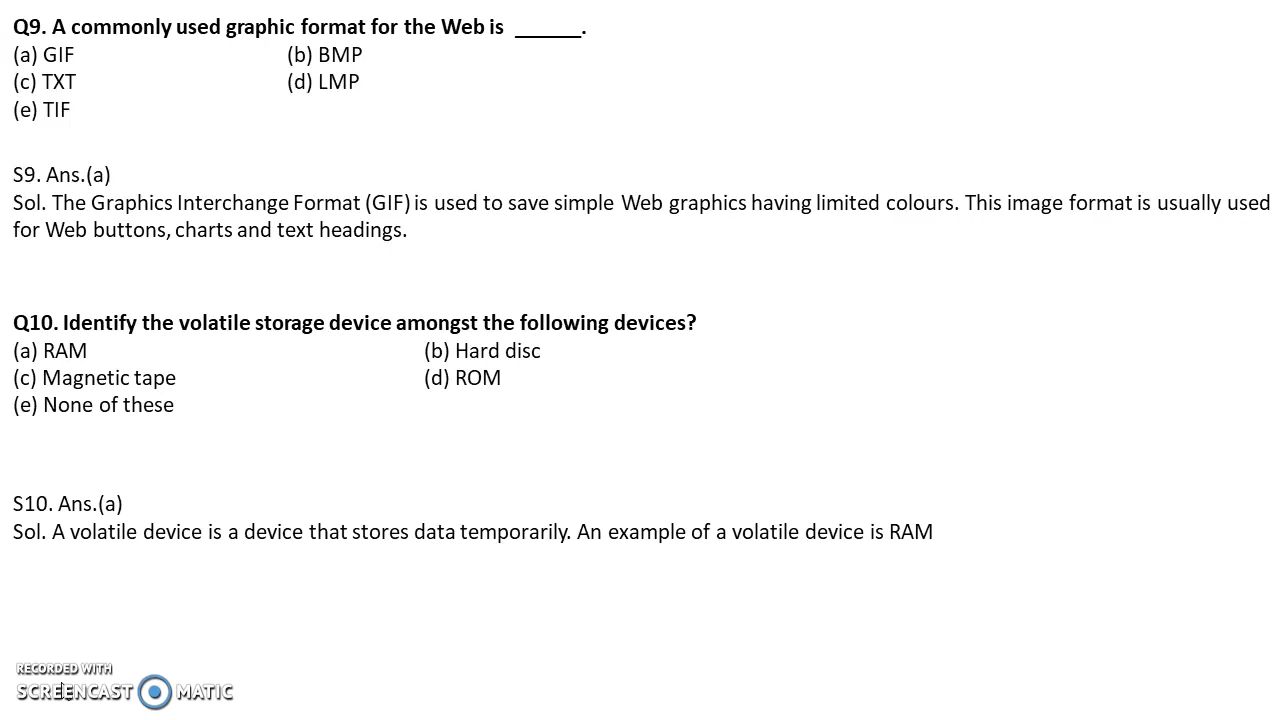 Q9. A commonly used graphic format for the Web is ______.
(a) GIF (b) BMP
(c) TXT (d) LMP
(e) TIF
S9. Ans.(a)
Sol. The Graphics Interchange Format (GIF) is used to save simple Web graphics having limited colours. This image format is usually used
for Web buttons, charts and text headings.
Q10. Identify the volatile storage device amongst the following devices?
(a) RAM (b) Hard disc
(c) Magnetic tape (d) ROM
(e) None of these
S10. Ans.(a)
Sol. A volatile device is a device that stores data temporarily. An example of a volatile device is RAM
RECORDED WITH
SCREENCAST MATIC